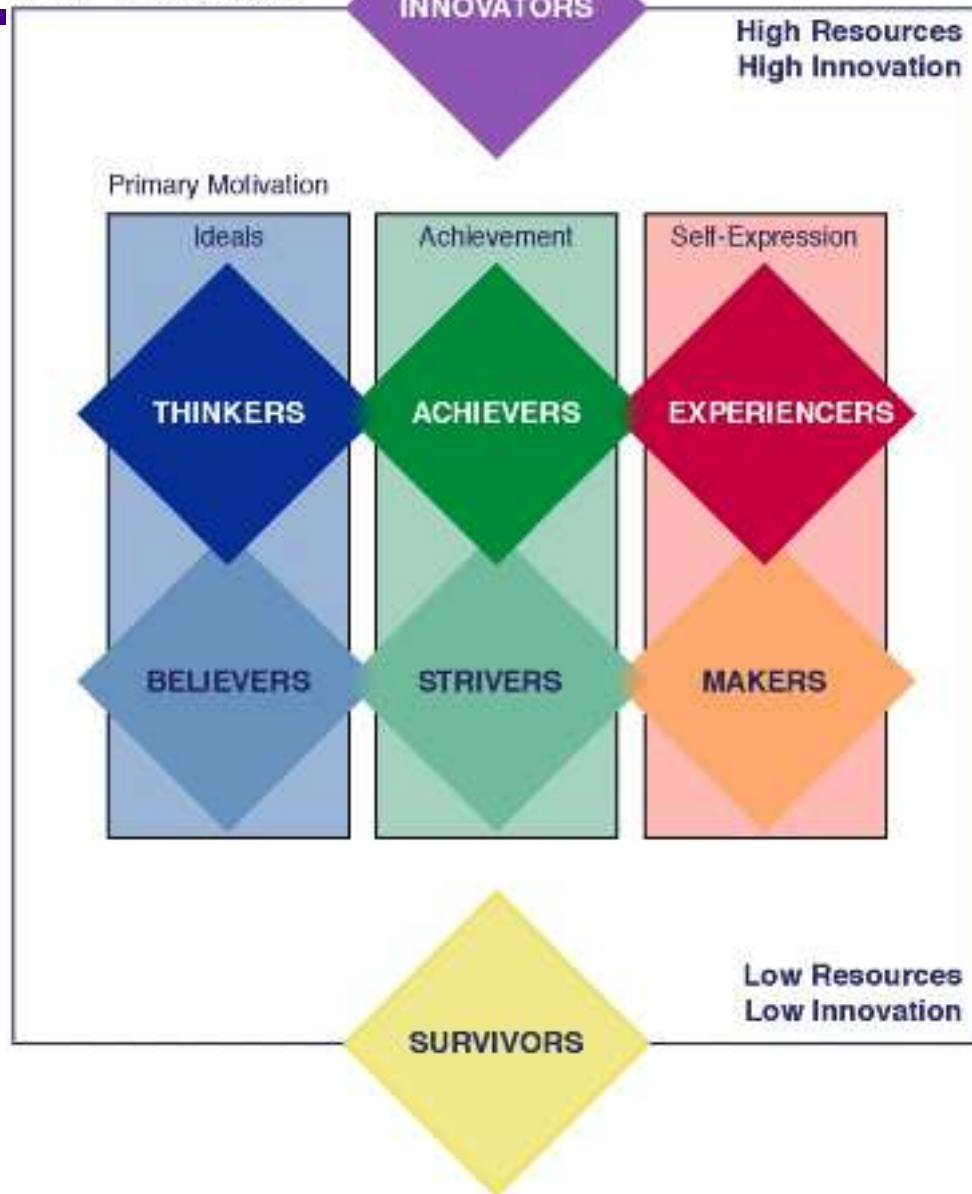 INNOVATORS
High Resources
High Innovation
Primary Motivation
Ideals
Achievement
Self-Expression
THINKERS
ACHIEVERS
EXPERIENCERS
BELIEVERS
STRIVERS
MAKERS
Low Resources
Low Innovation
SURVIVORS